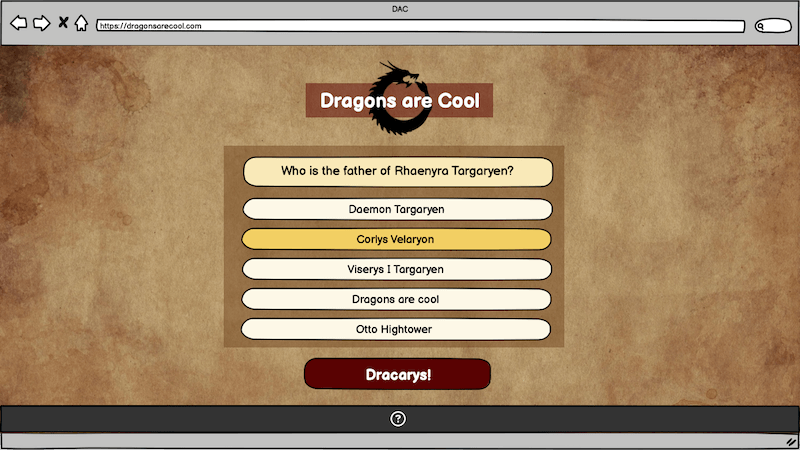 DAC
https://dragonsarecool.com
Dragons are Cool
Who is the father of Rhaenyra Targaryen?
Daemon Targaryen
Corlys Velaryon
Viserys I Targaryen
Dragons are cool
Otto Hightower
Dracarys!
?